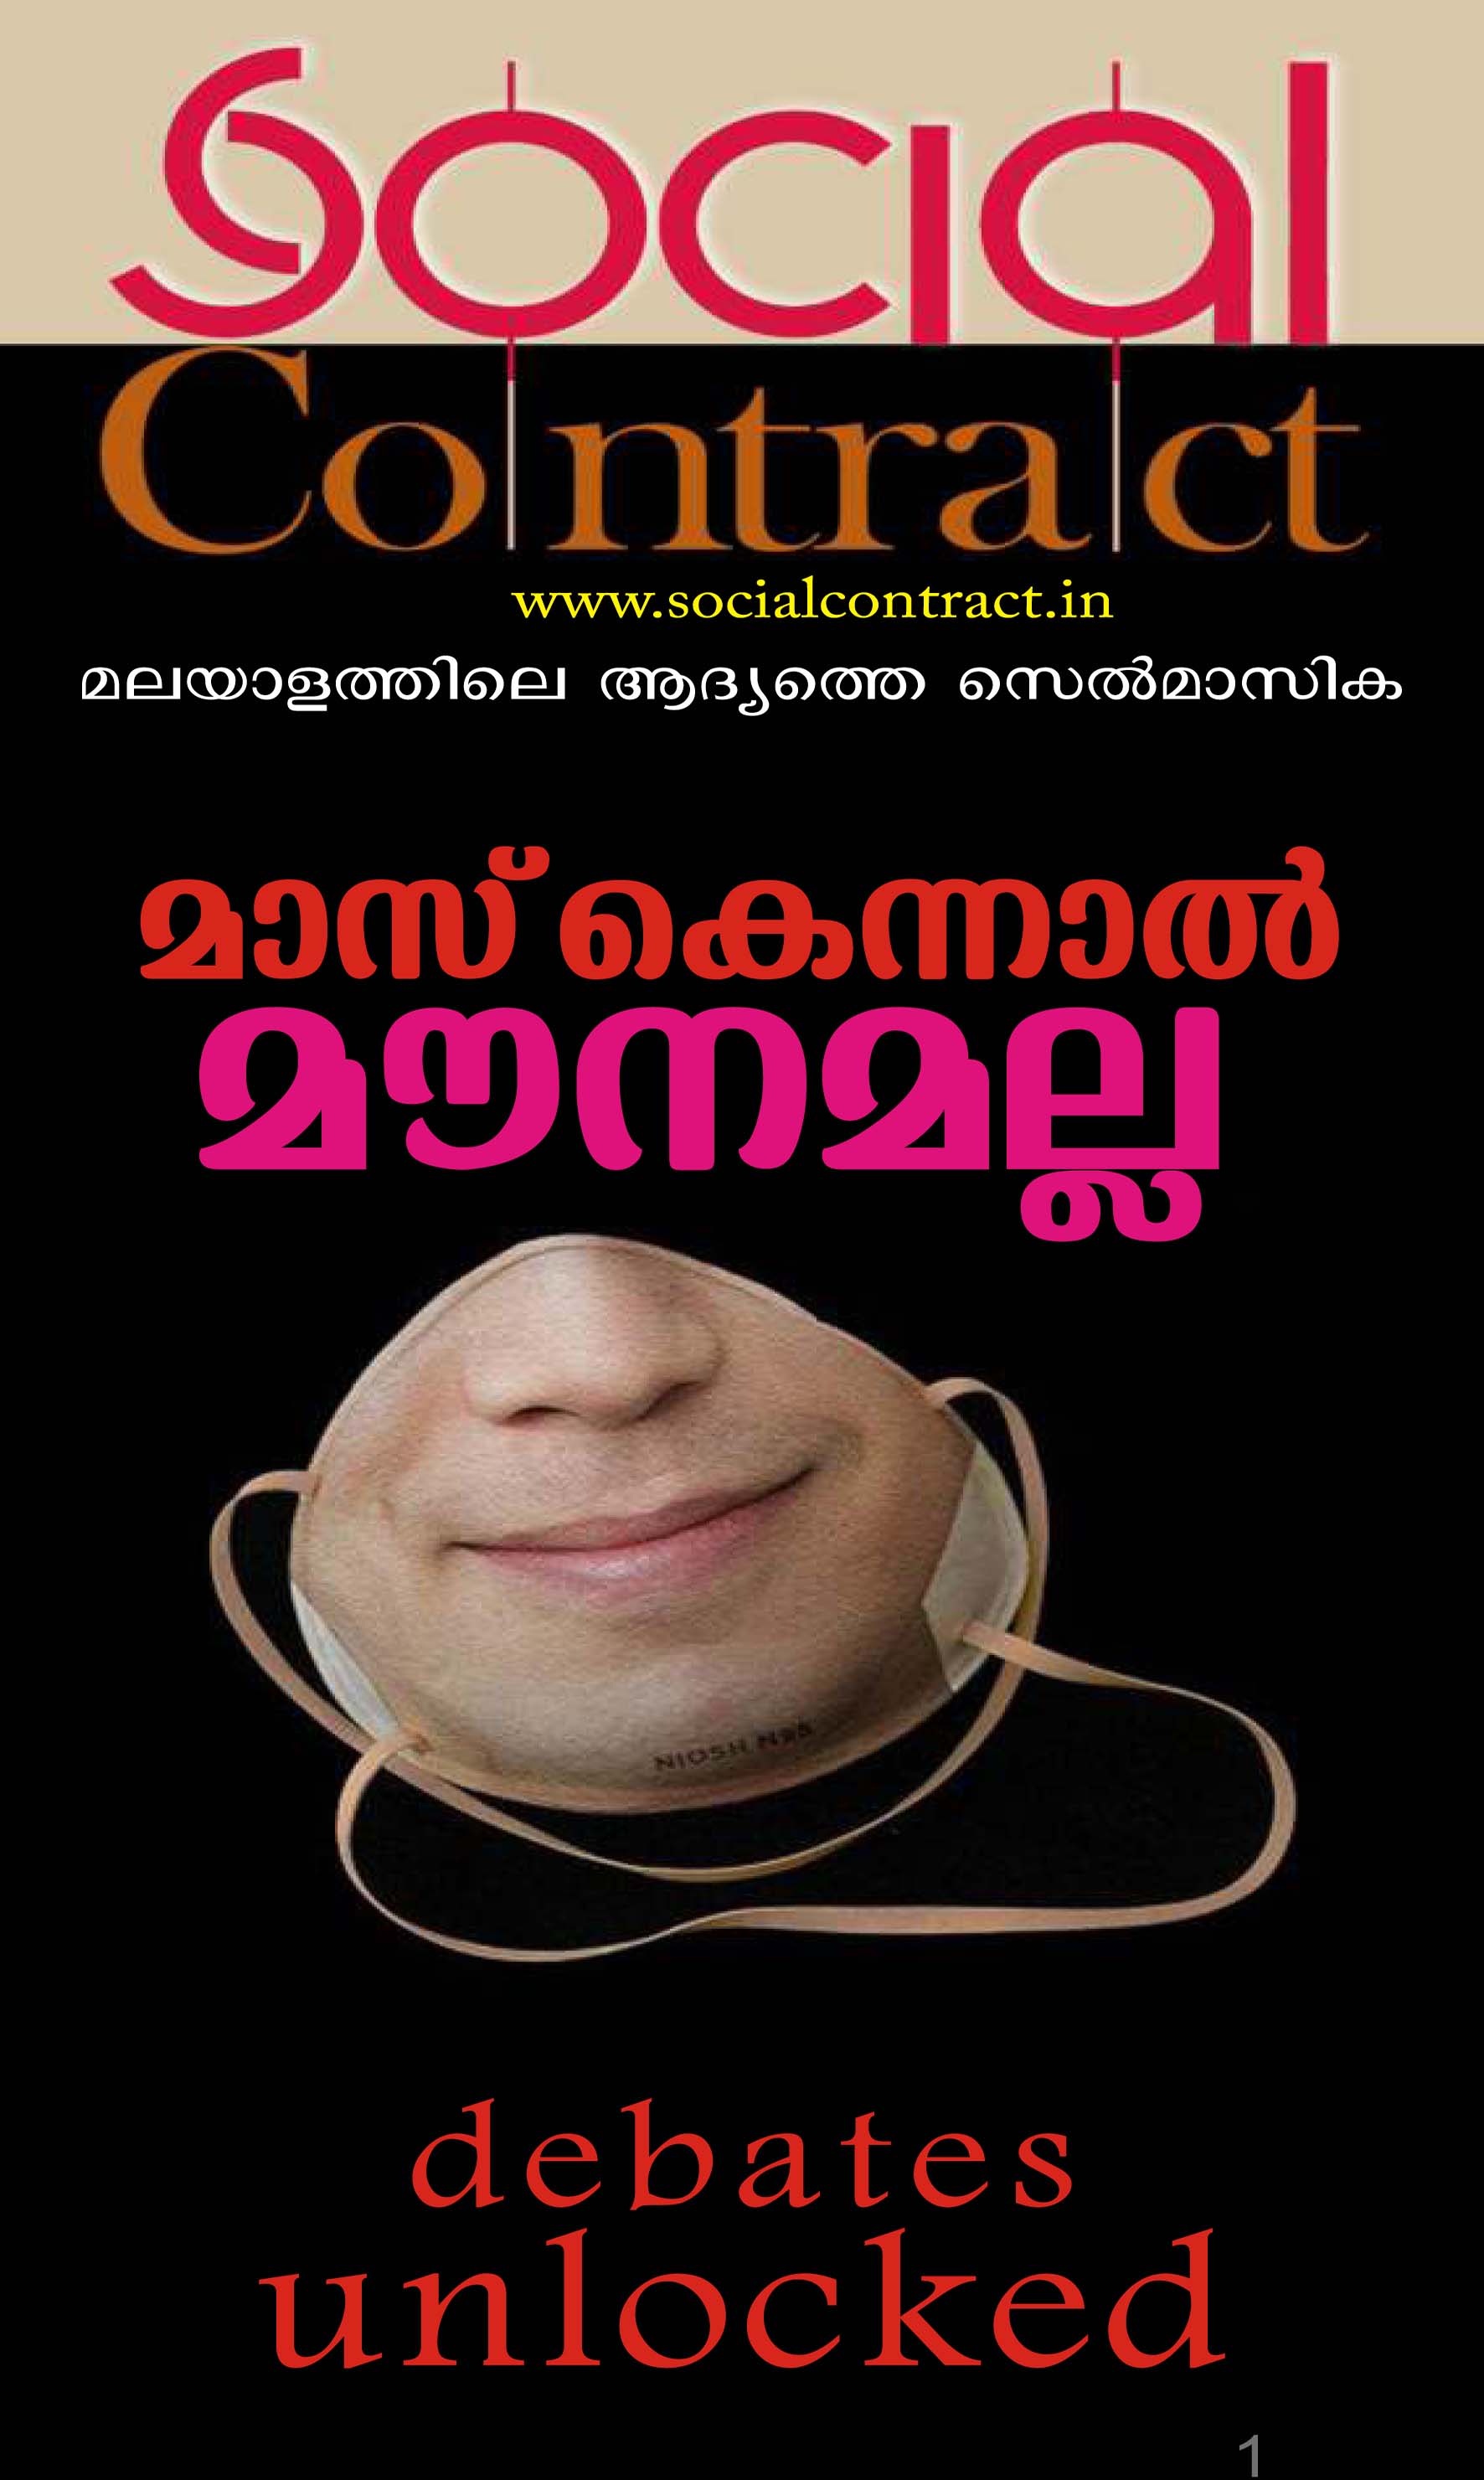 Social
Contract
www.socialcontract.in
മലയാളത്തിലെ ആദ്യത്തെ സെൽമാസിക
മാസ് കെന്നാൽ
മൗനമല്ല
NIOSH N95
debates
unlocked
1